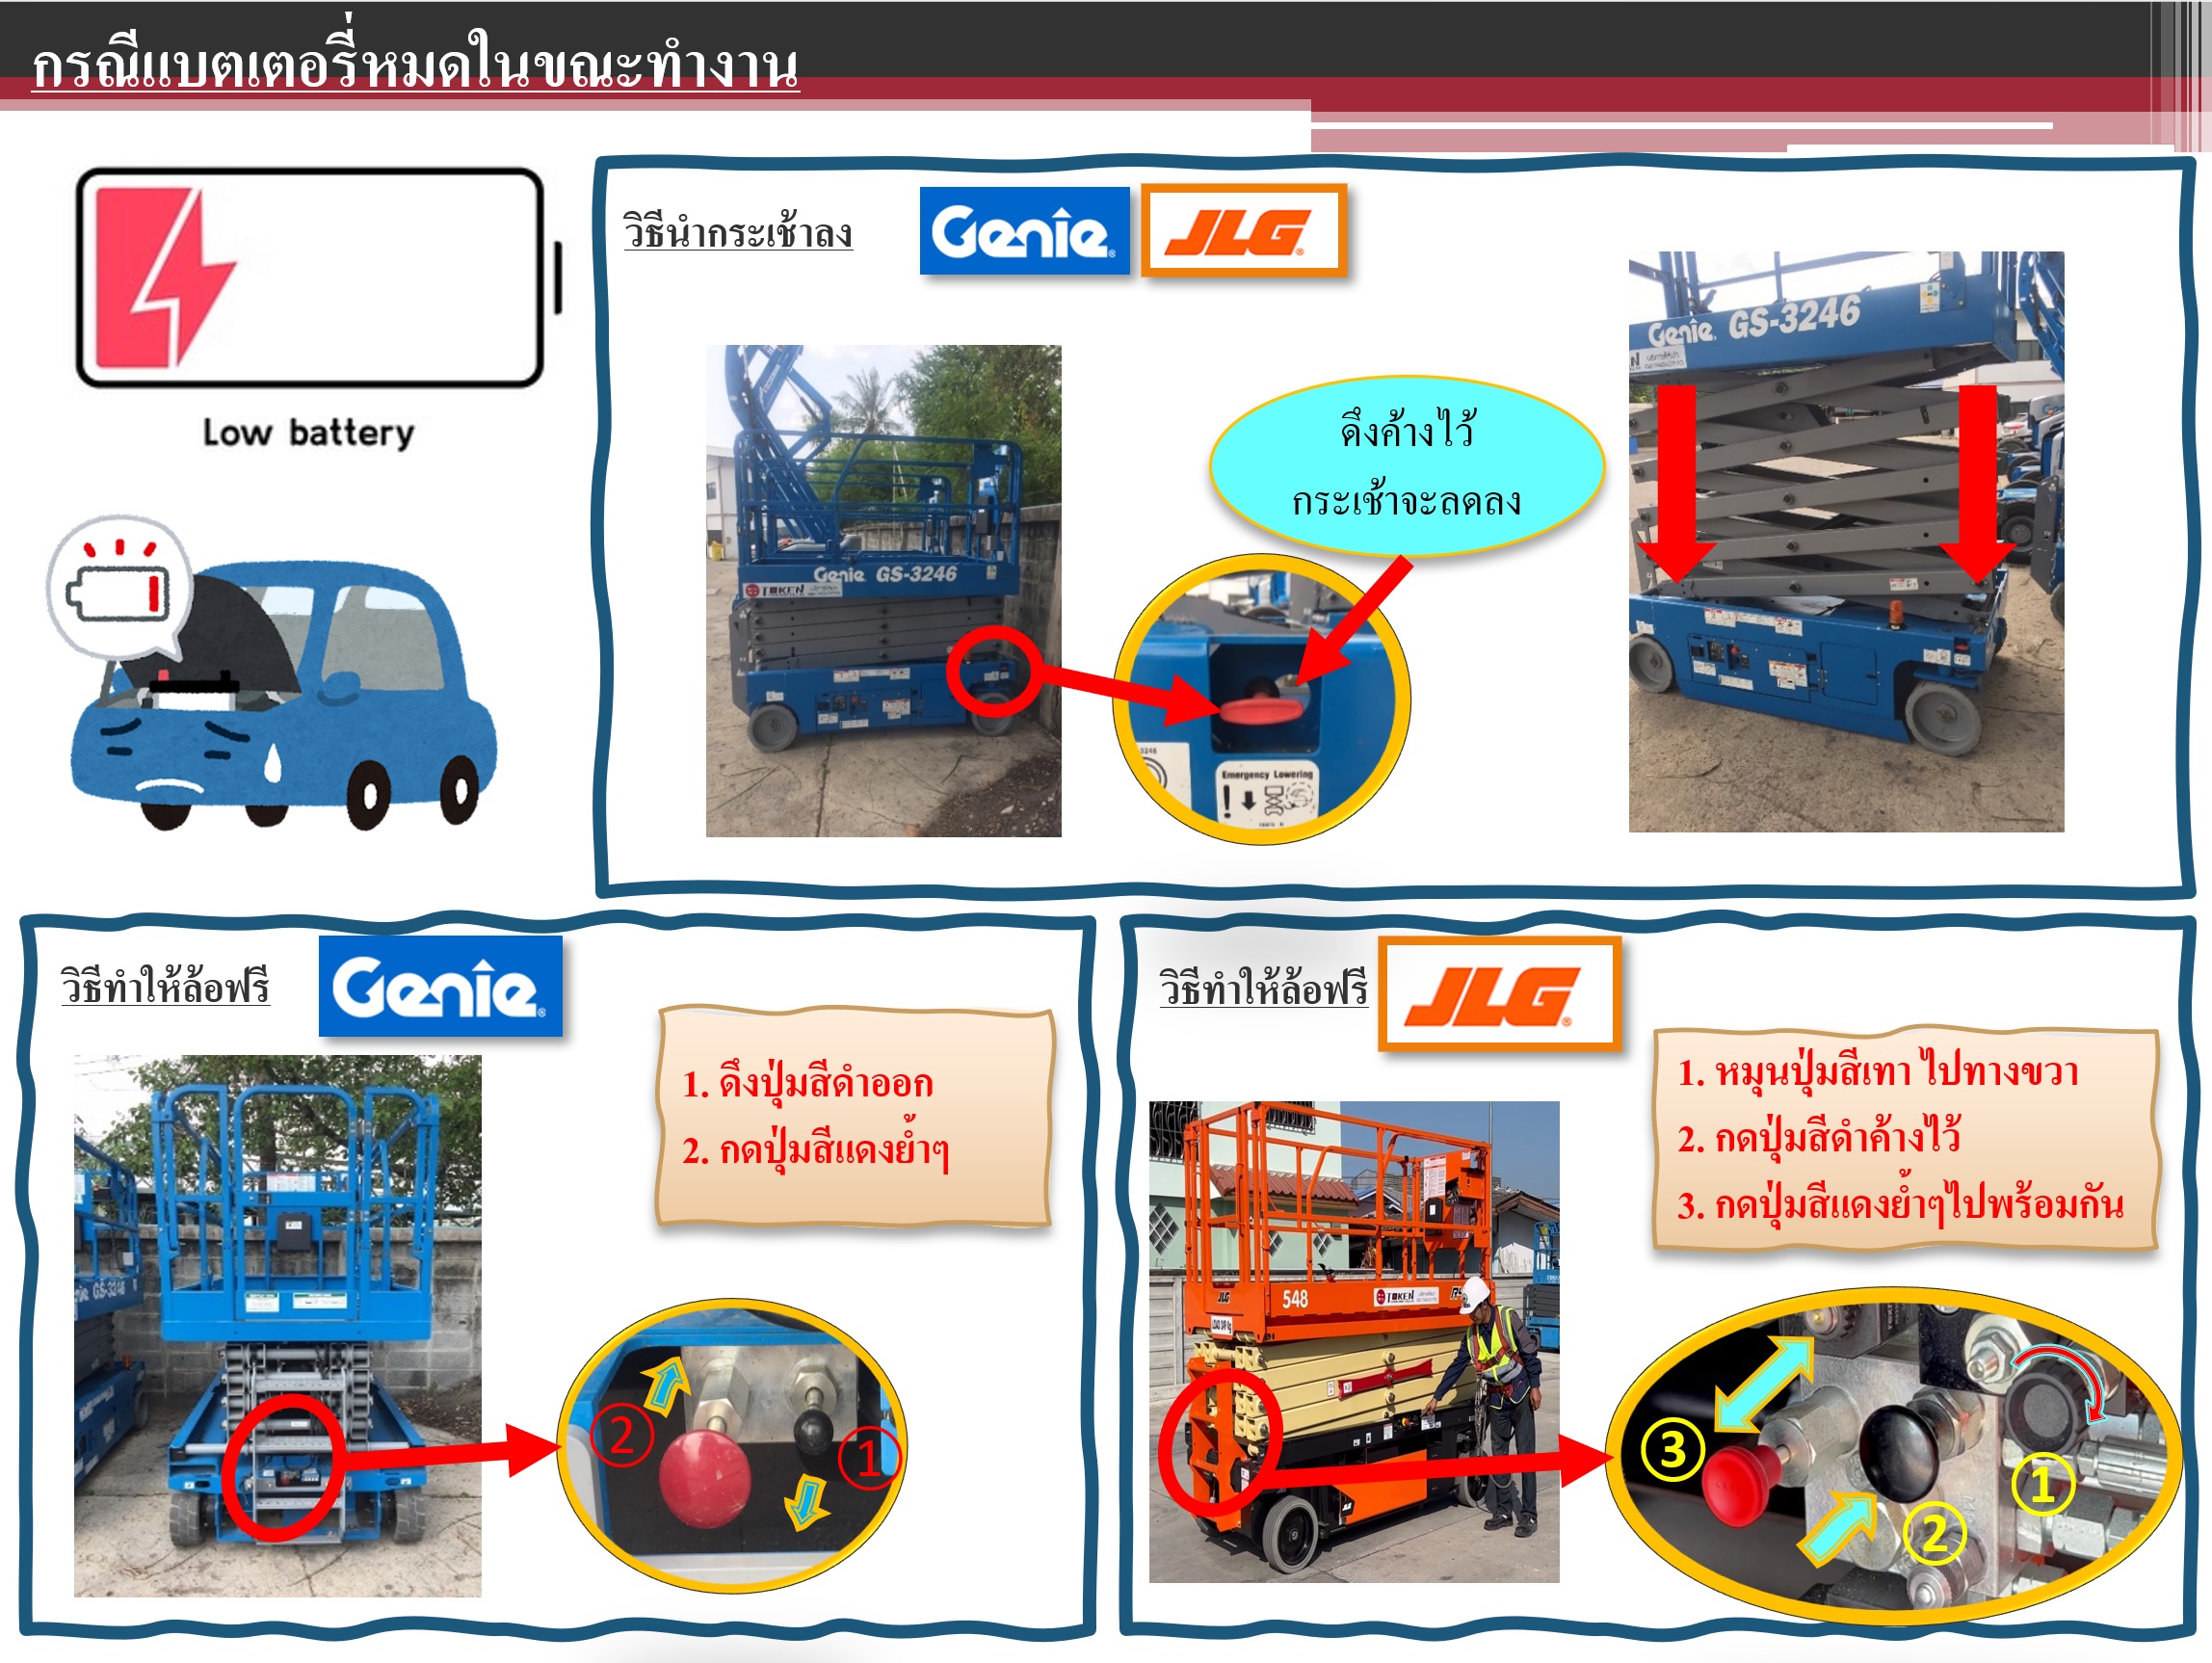 กรณีแบตเตอรี่หมดในขณะทำงาน
Low battery
วิธีนำกระเช้าลง
Genie
JLG
ดึงค้างไว้
กระเช้าจะลดลง
Genie GS-3246
TOKEN
Emergency Lowering
Genie GS-3246
วิธีทำให้ล้อฟรี
Genie
1. ดึงปุ่มสีดำออก
2. กดปุ่มสีแดงย้ำๆ
GS-3246
2
1
วิธีทำให้ล้อฟรี
JLG
1. หมุนปุ่มสีเทา ไปทางขวา
2. กดปุ่มสีดำค้างไว้
3. กดปุ่มสีแดงย้ำๆไปพร้อมกัน
JLG
548
TOKEN
3
1
2